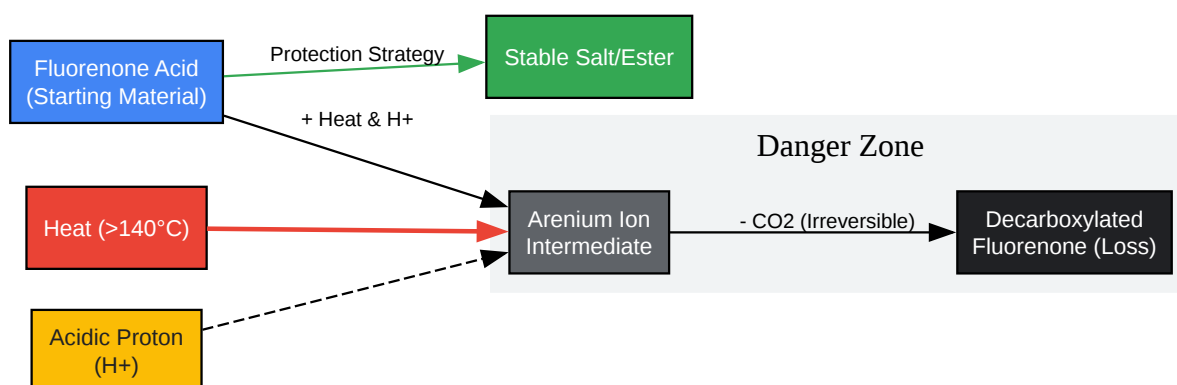 Fluorenone Acid
(Starting Material)
Protection Strategy
Stable Salt/Ester
+ Heat & H+
Danger Zone
Heat (>140°C)
Arenium Ion
Intermediate
- CO2 (Irreversible)
Decarboxylated
Fluorenone (Loss)
Acidic Proton
(H+)